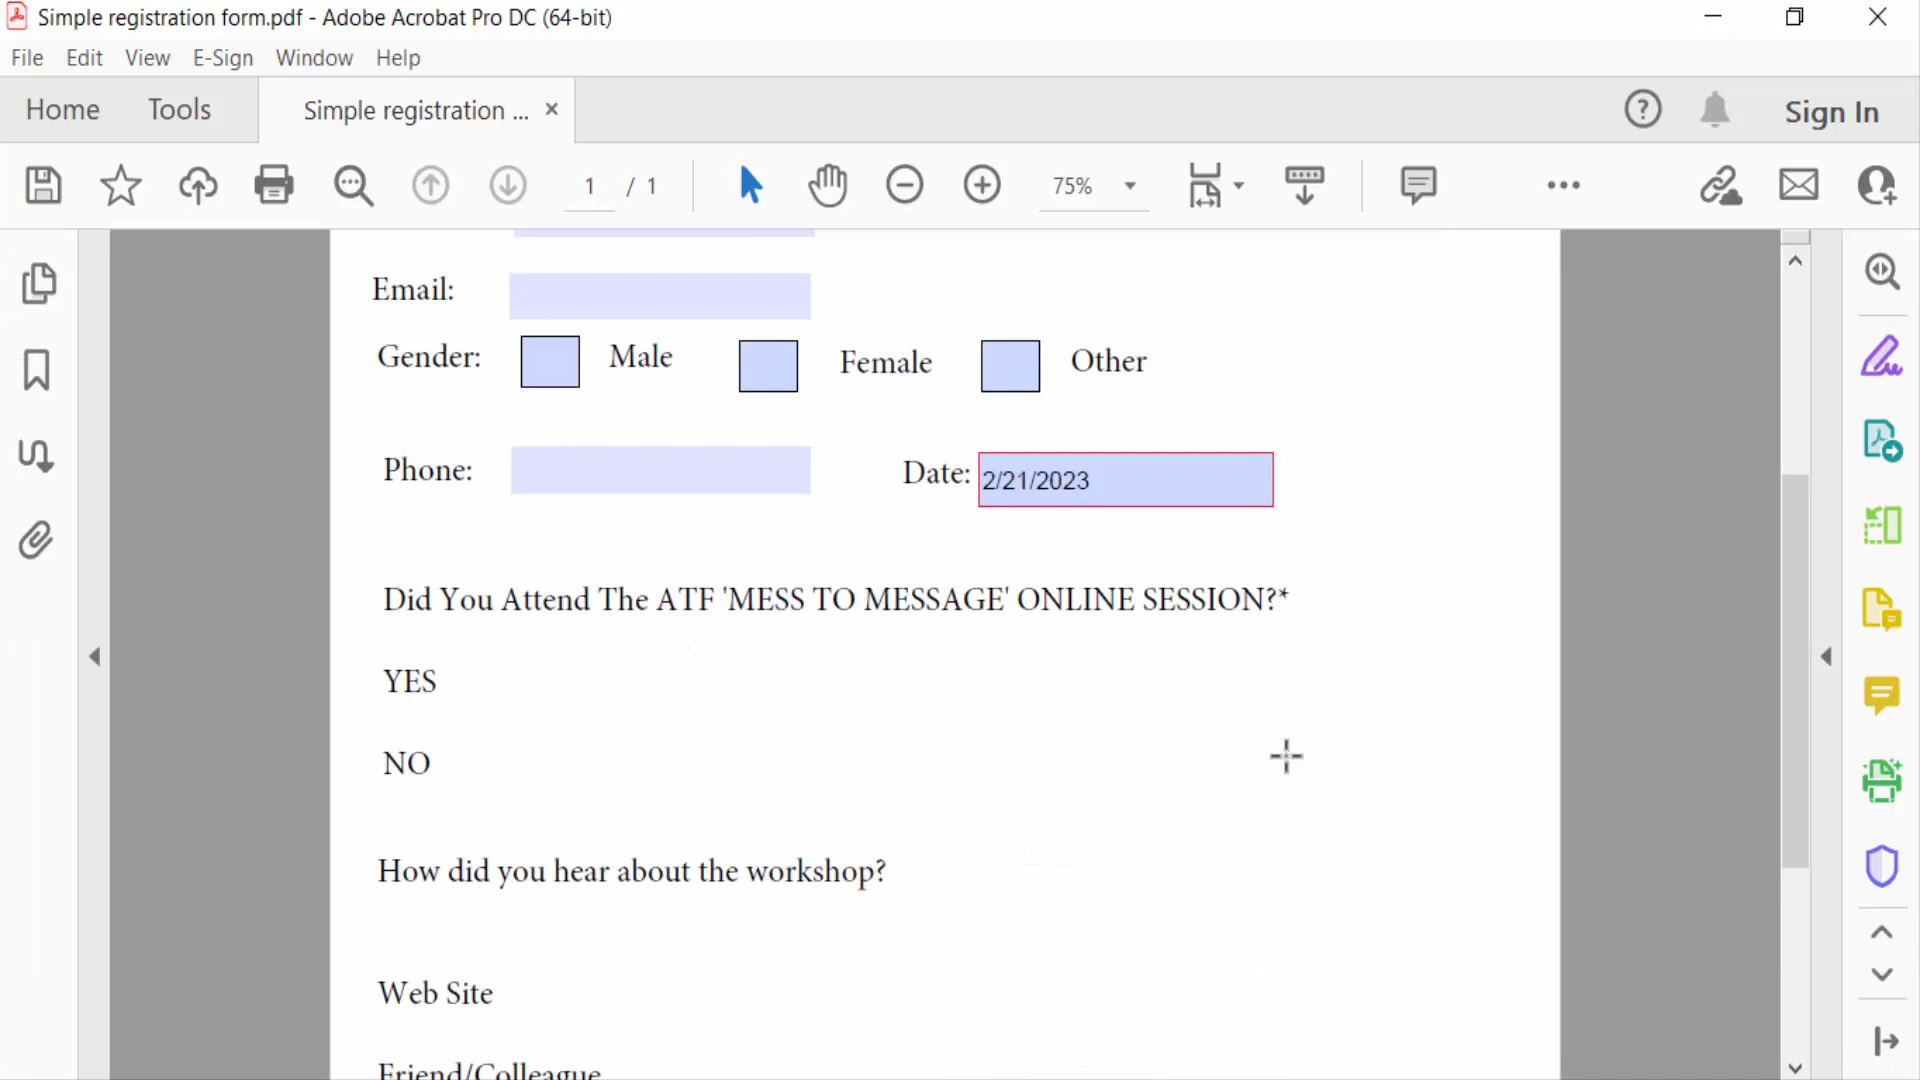 Simple registration form.pdf - Adobe Acrobat Pro DC (64-bit)
File Edit View E-Sign Window Help
Home Tools Simple registration ... Sign In
1 / 1 75%
Email:
Gender: Male Female Other
Phone: Date: 2/21/2023
Did You Attend The ATF 'MESS TO MESSAGE' ONLINE SESSION?*
YES
NO
How did you hear about the workshop?
Web Site
Friend/Colleague